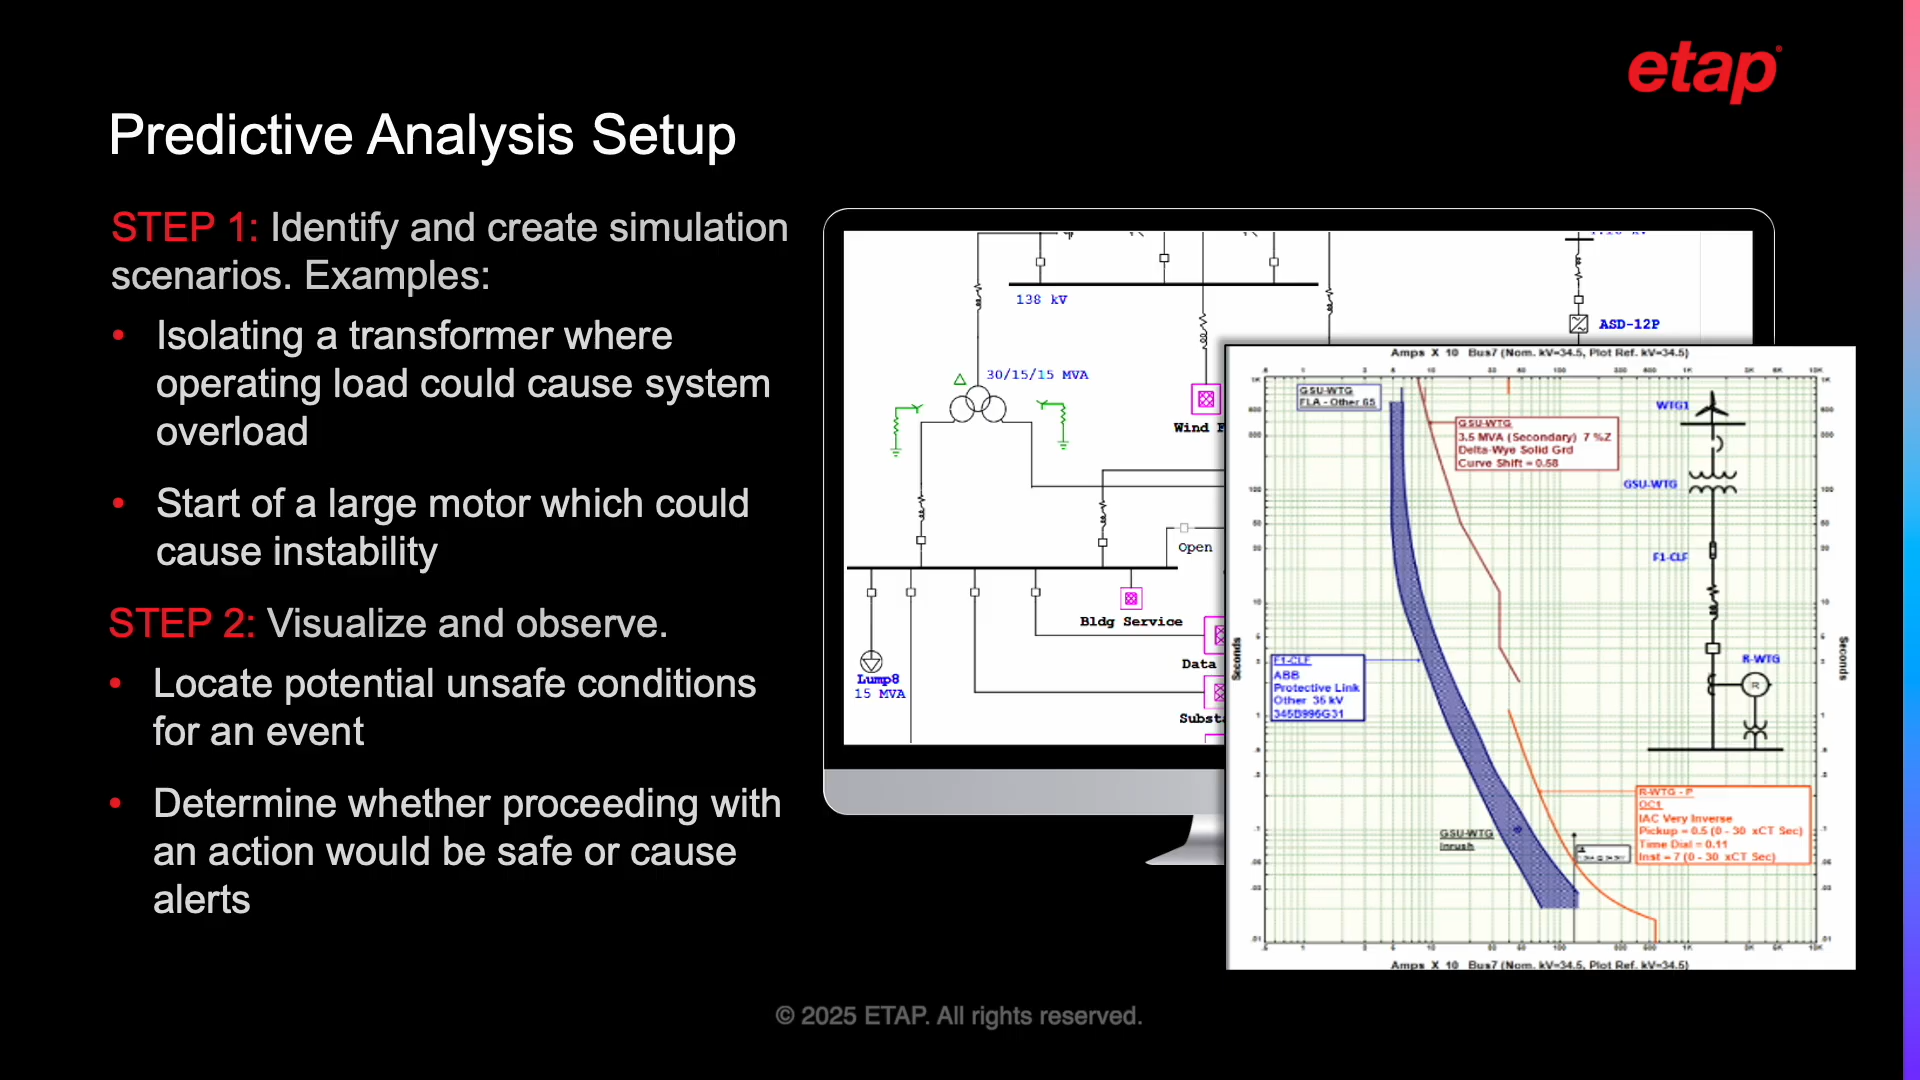 etap
Predictive Analysis Setup
STEP 1: Identify and create simulation
scenarios. Examples:
• Isolating a transformer where
operating load could cause system
overload
• Start of a large motor which could
cause instability
STEP 2: Visualize and observe.
• Locate potential unsafe conditions
for an event
• Determine whether proceeding with
an action would be safe or cause
alerts
138 kV
ASD-12P
30/15/15 MVA
Wind
Open
Bldg Service
Data
Lump8
15 MVA
Subst
Amps X 10 Bus7 (Nom. kV=34.5, Plot Ref. kV=34.5)
GSU-WTG
FLA - Other 65
GSU-WTG
3.5 MVA (Secondary) 7 %Z
Delta-Wye Solid Grd
Curve Shift = 0.58
WTG1
GSU-WTG
F1-CLF
R-WTG
R
Seconds
Seconds
F1-CLF
ABB
Protective Link
Other 35 kV
345B996G31
GSU-WTG
Inrush
R-WTG - P
OC1
IAC Very Inverse
Pickup = 0.5 (0 - 30 xCT Sec)
Time Dial = 0.11
Inst = 7 (0 - 30 xCT Sec)
Amps X 10 Bus7 (Nom. kV=34.5, Plot Ref. kV=34.5)
© 2025 ETAP. All rights reserved.